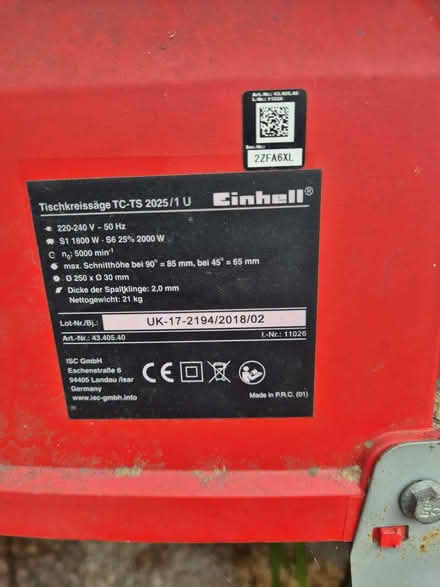 Art.-Nr.: 43.405.40
I.-Nr.: 11026
Sec.-Nr.:
2ZFA6XL
Tischkreissäge TC-TS 2025/1 U
Einhell®
220-240 V ~ 50 Hz
S1 1800 W · S6 25% 2000 W
n₀: 5000 min⁻¹
max. Schnitthöhe bei 90° = 85 mm, bei 45° = 65 mm
Ø 250 x Ø 30 mm
Dicke der Spaltklinge: 2,0 mm
Nettogewicht: 21 kg
Lot-Nr./Bj.: UK-17-2194/2018/02
Art.-Nr.: 43.405.40 I.-Nr.: 11026
ISC GmbH
Eschenstraße 6
94405 Landau /Isar
Germany
www.isc-gmbh.info
CE
Made in P.R.C. (01)